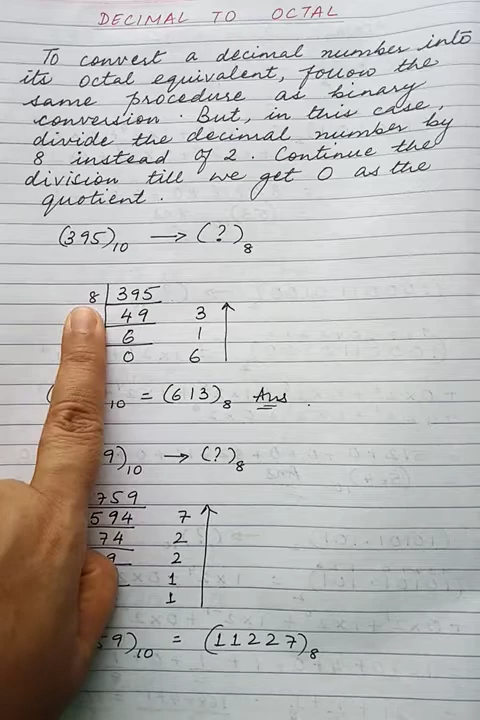 DECIMAL TO OCTAL
To convert a decimal number into
its octal equivalent, follow the
same procedure as binary
conversion. But, in this case,
divide the decimal number by
8 instead of 2. Continue the
division till we get 0 as the
quotient.
(395)10 → (?)8
8 395
49 3
6 1
0 6
( 10 = (613)8 Ans.
9)10 → (?)8
759
594 7
74 2
9 2
1
1
59)10 = (11227)8